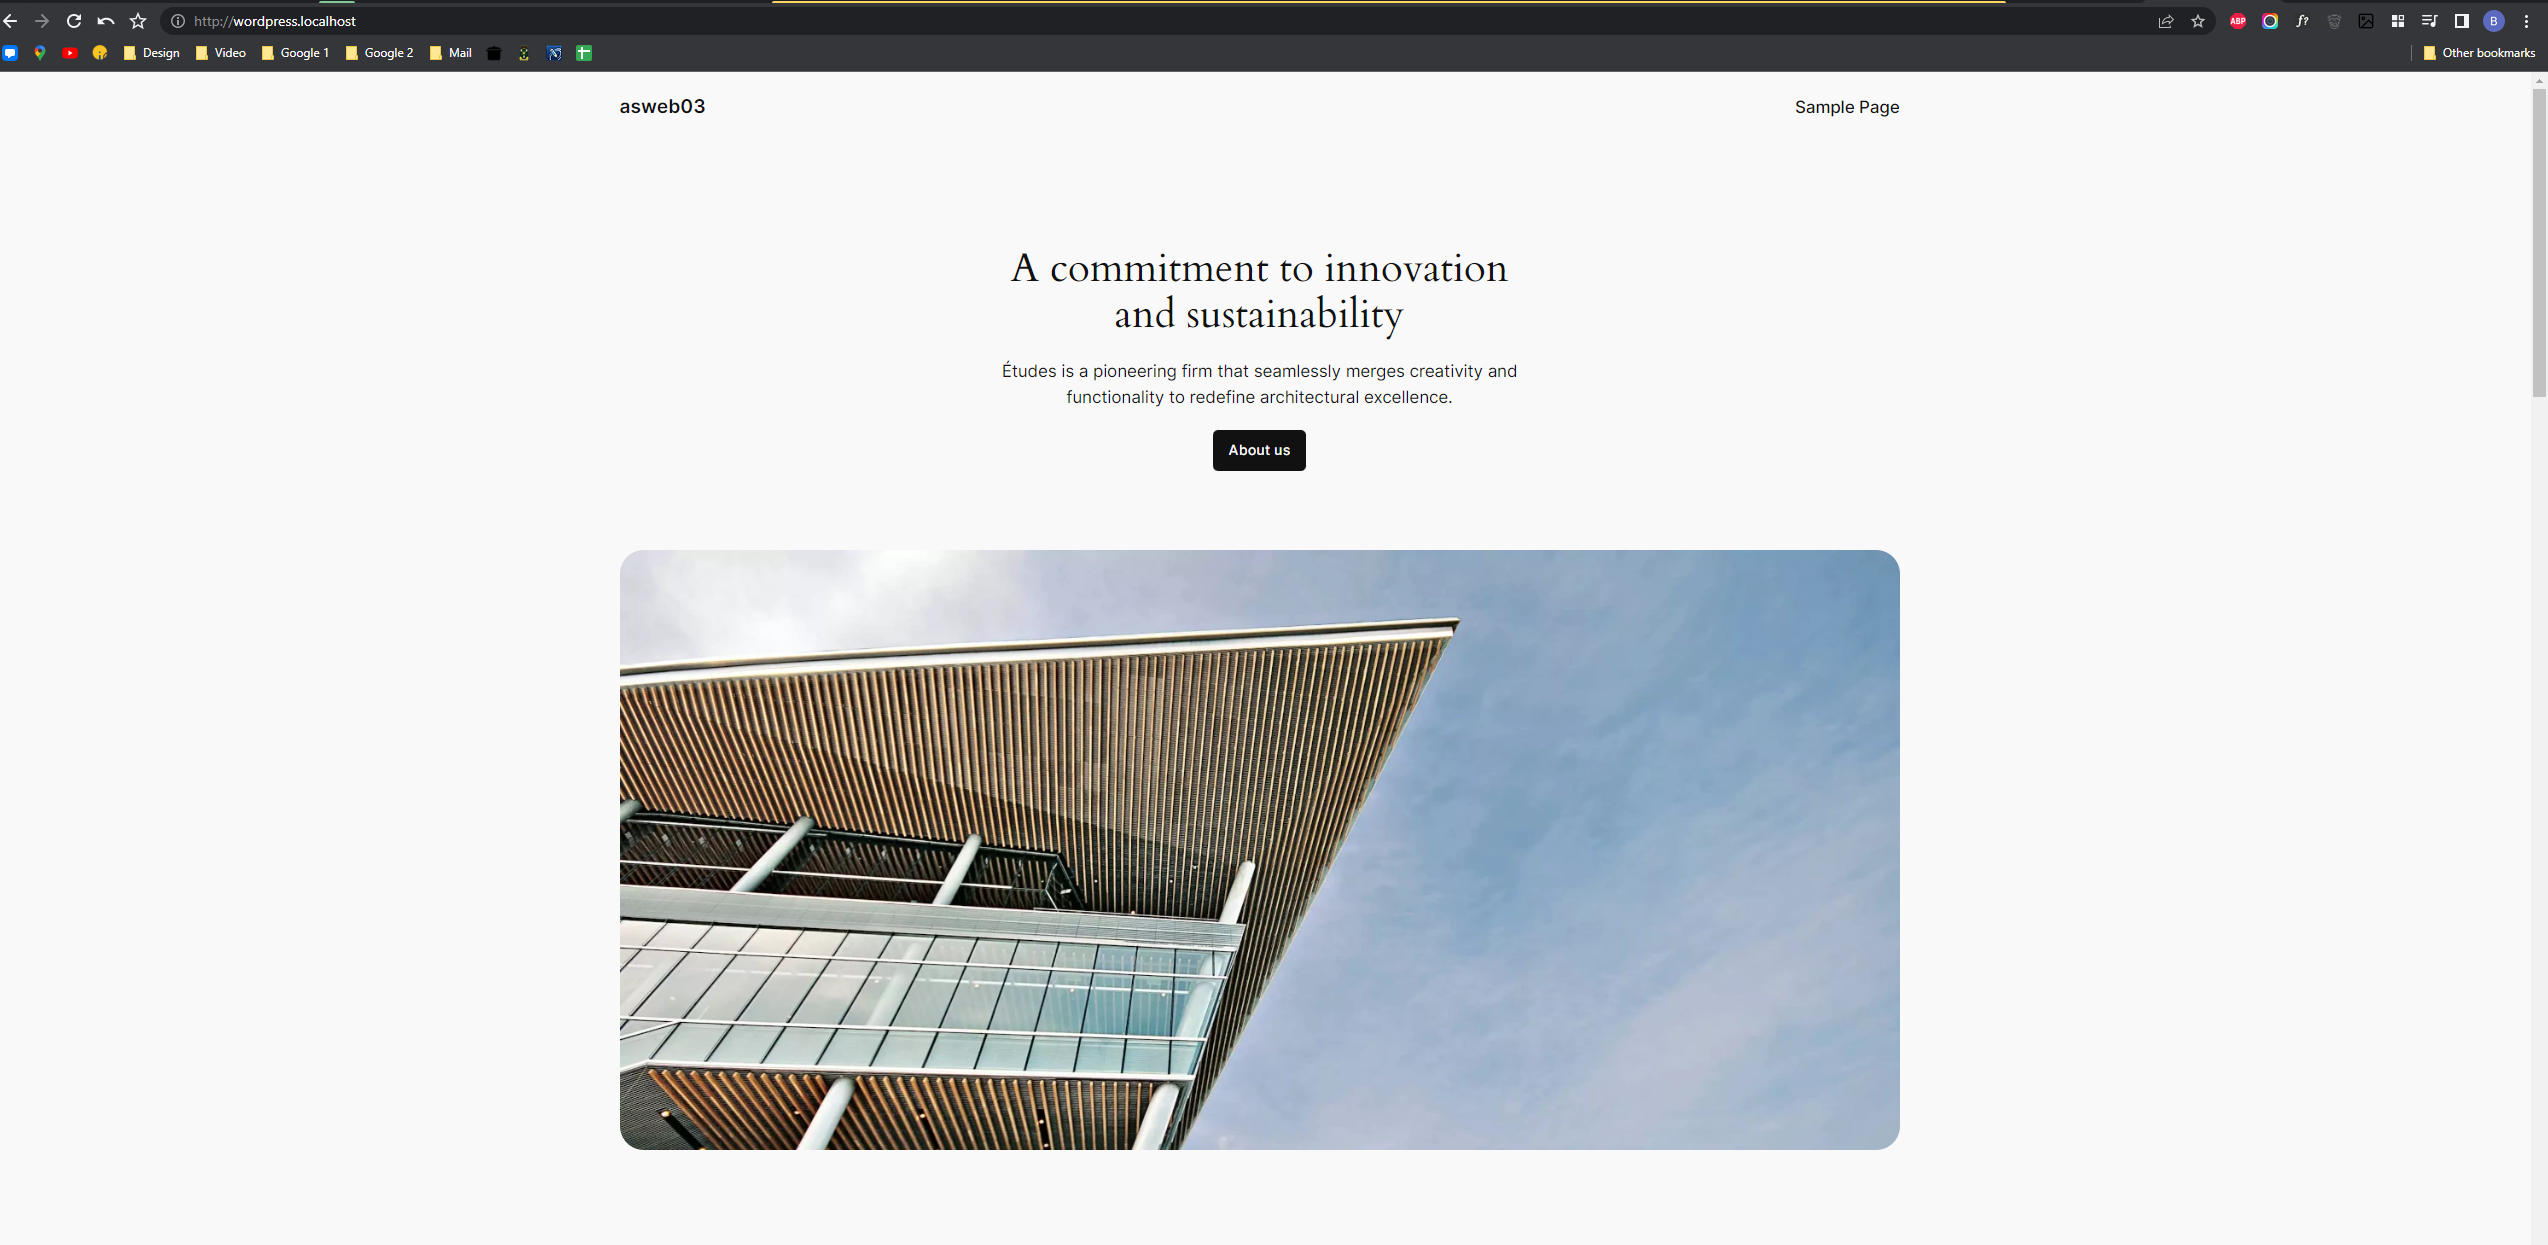 http://wordpress.localhost
ABP
f?
B
Design
Video
Google 1
Google 2
Mail
Other bookmarks
asweb03
Sample Page
A commitment to innovation
and sustainability
Études is a pioneering firm that seamlessly merges creativity and
functionality to redefine architectural excellence.
About us